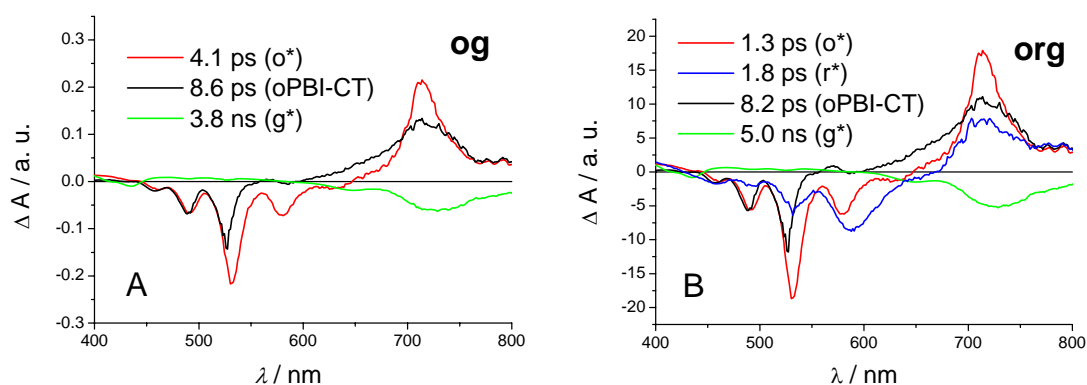 og
4.1 ps (o*)
8.6 ps (oPBI-CT)
3.8 ns (g*)
0.3
0.2
0.1
0.0
-0.1
-0.2
-0.3
Δ A / a. u.
A
400 500 600 700 800
λ / nm
org
1.3 ps (o*)
1.8 ps (r*)
8.2 ps (oPBI-CT)
5.0 ns (g*)
20
15
10
5
0
-5
-10
-15
-20
Δ A / a. u.
B
400 500 600 700 800
λ / nm